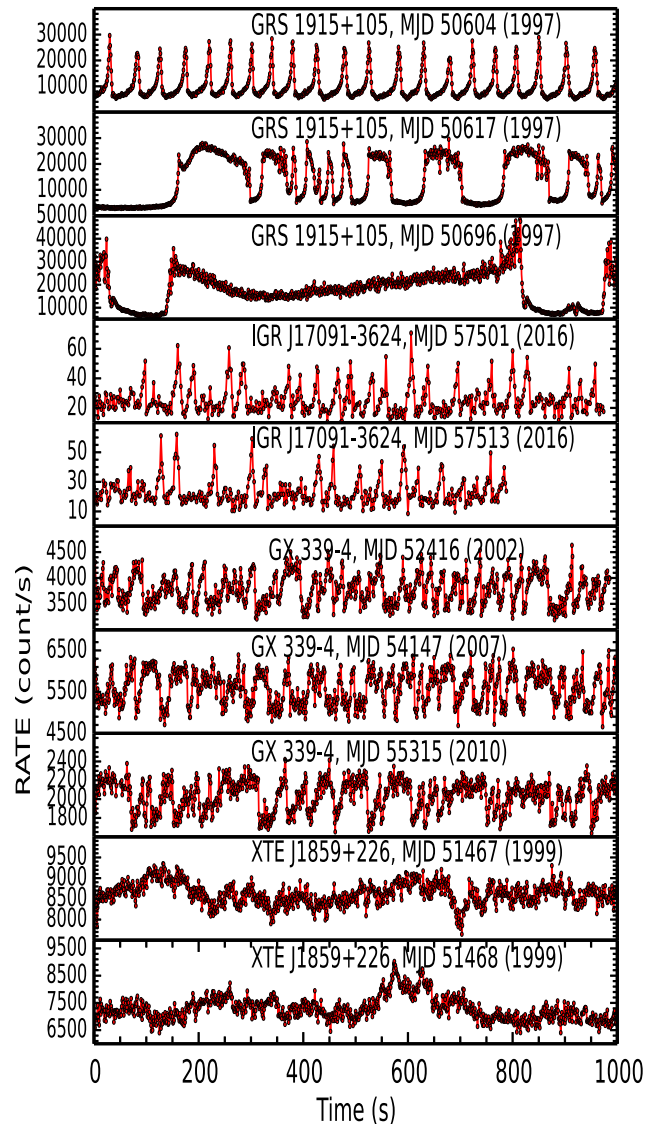 GRS 1915+105, MJD 50604 (1997)
30000
20000
10000
GRS 1915+105, MJD 50617 (1997)
30000
20000
10000
50000
GRS 1915+105, MJD 50696 (1997)
40000
30000
20000
10000
IGR J17091-3624, MJD 57501 (2016)
60
40
20
IGR J17091-3624, MJD 57513 (2016)
50
30
10
GX 339-4, MJD 52416 (2002)
4500
4000
3500
GX 339-4, MJD 54147 (2007)
6500
5500
4500
GX 339-4, MJD 55315 (2010)
2400
2200
2000
1800
XTE J1859+226, MJD 51467 (1999)
9500
9000
8500
8000
XTE J1859+226, MJD 51468 (1999)
9500
8500
7500
6500
RATE (count/s)
0 200 400 600 800 1000
Time (s)